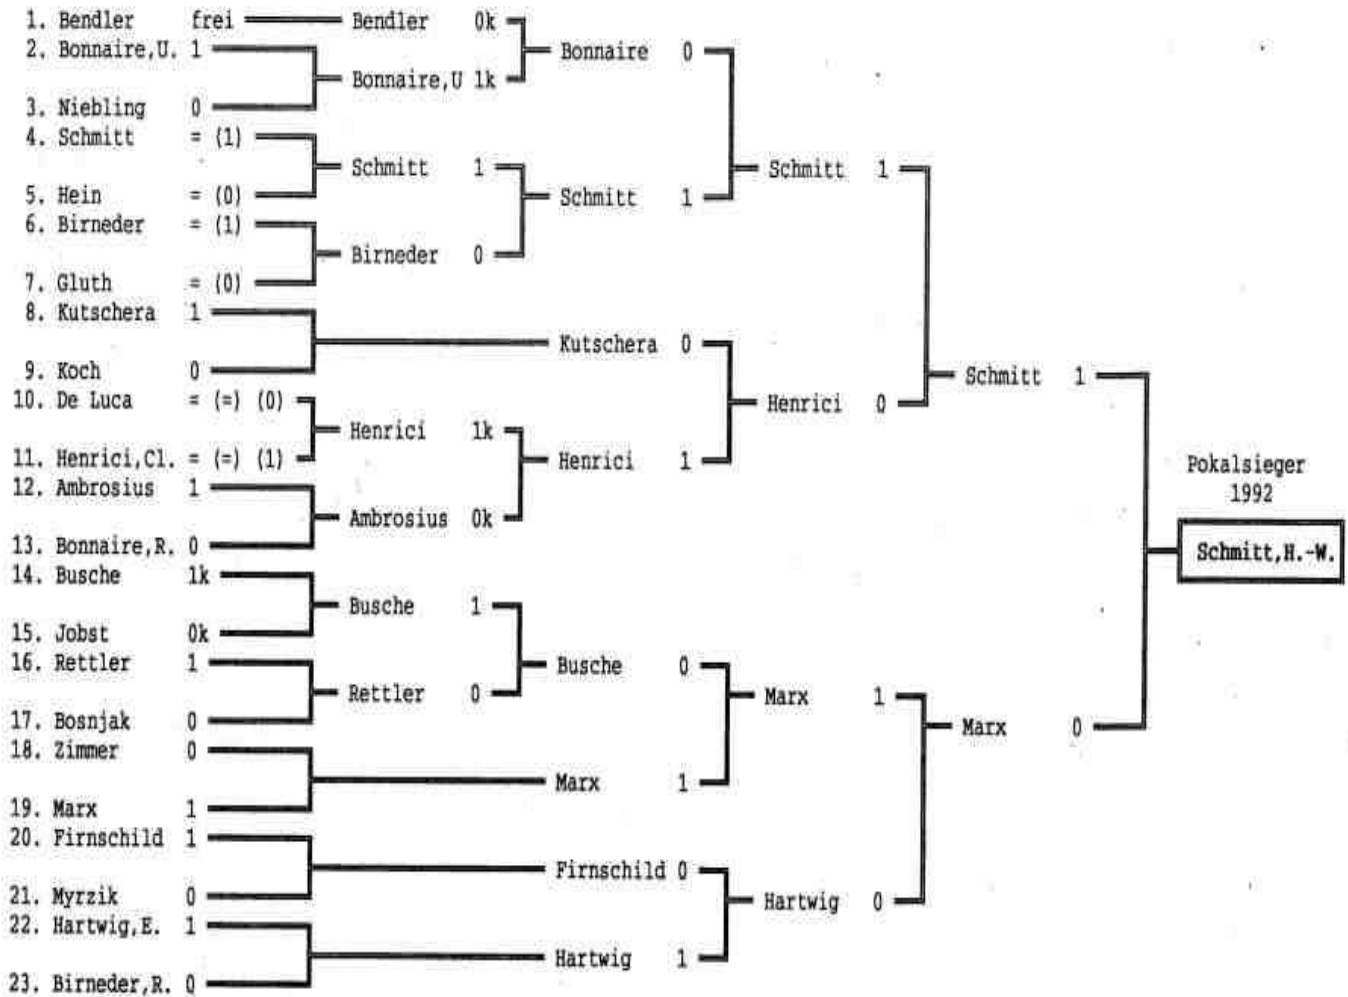 1. Bendler frei Bendler 0k
2. Bonnaire,U. 1 Bonnaire 0
Bonnaire,U 1k
3. Niebling 0
4. Schmitt = (1)
Schmitt 1 Schmitt 1
5. Hein = (0) Schmitt 1
6. Birneder = (1)
Birneder 0
7. Gluth = (0)
8. Kutschera 1
Kutschera 0
9. Koch 0 Schmitt 1
10. De Luca = (=) (0) Henrici 0
Henrici 1k
11. Henrici,Cl. = (=) (1) Henrici 1 Pokalsieger
12. Ambrosius 1 1992
Ambrosius 0k
13. Bonnaire,R. 0 Schmitt,H.-W.
14. Busche 1k
Busche 1
15. Jobst 0k
16. Rettler 1 Busche 0
Rettler 0 Marx 1
17. Bosnjak 0 Marx 0
18. Zimmer 0
Marx 1
19. Marx 1
20. Firnschild 1
Firnschild 0
21. Myrzik 0 Hartwig 0
22. Hartwig,E. 1
Hartwig 1
23. Birneder,R. 0